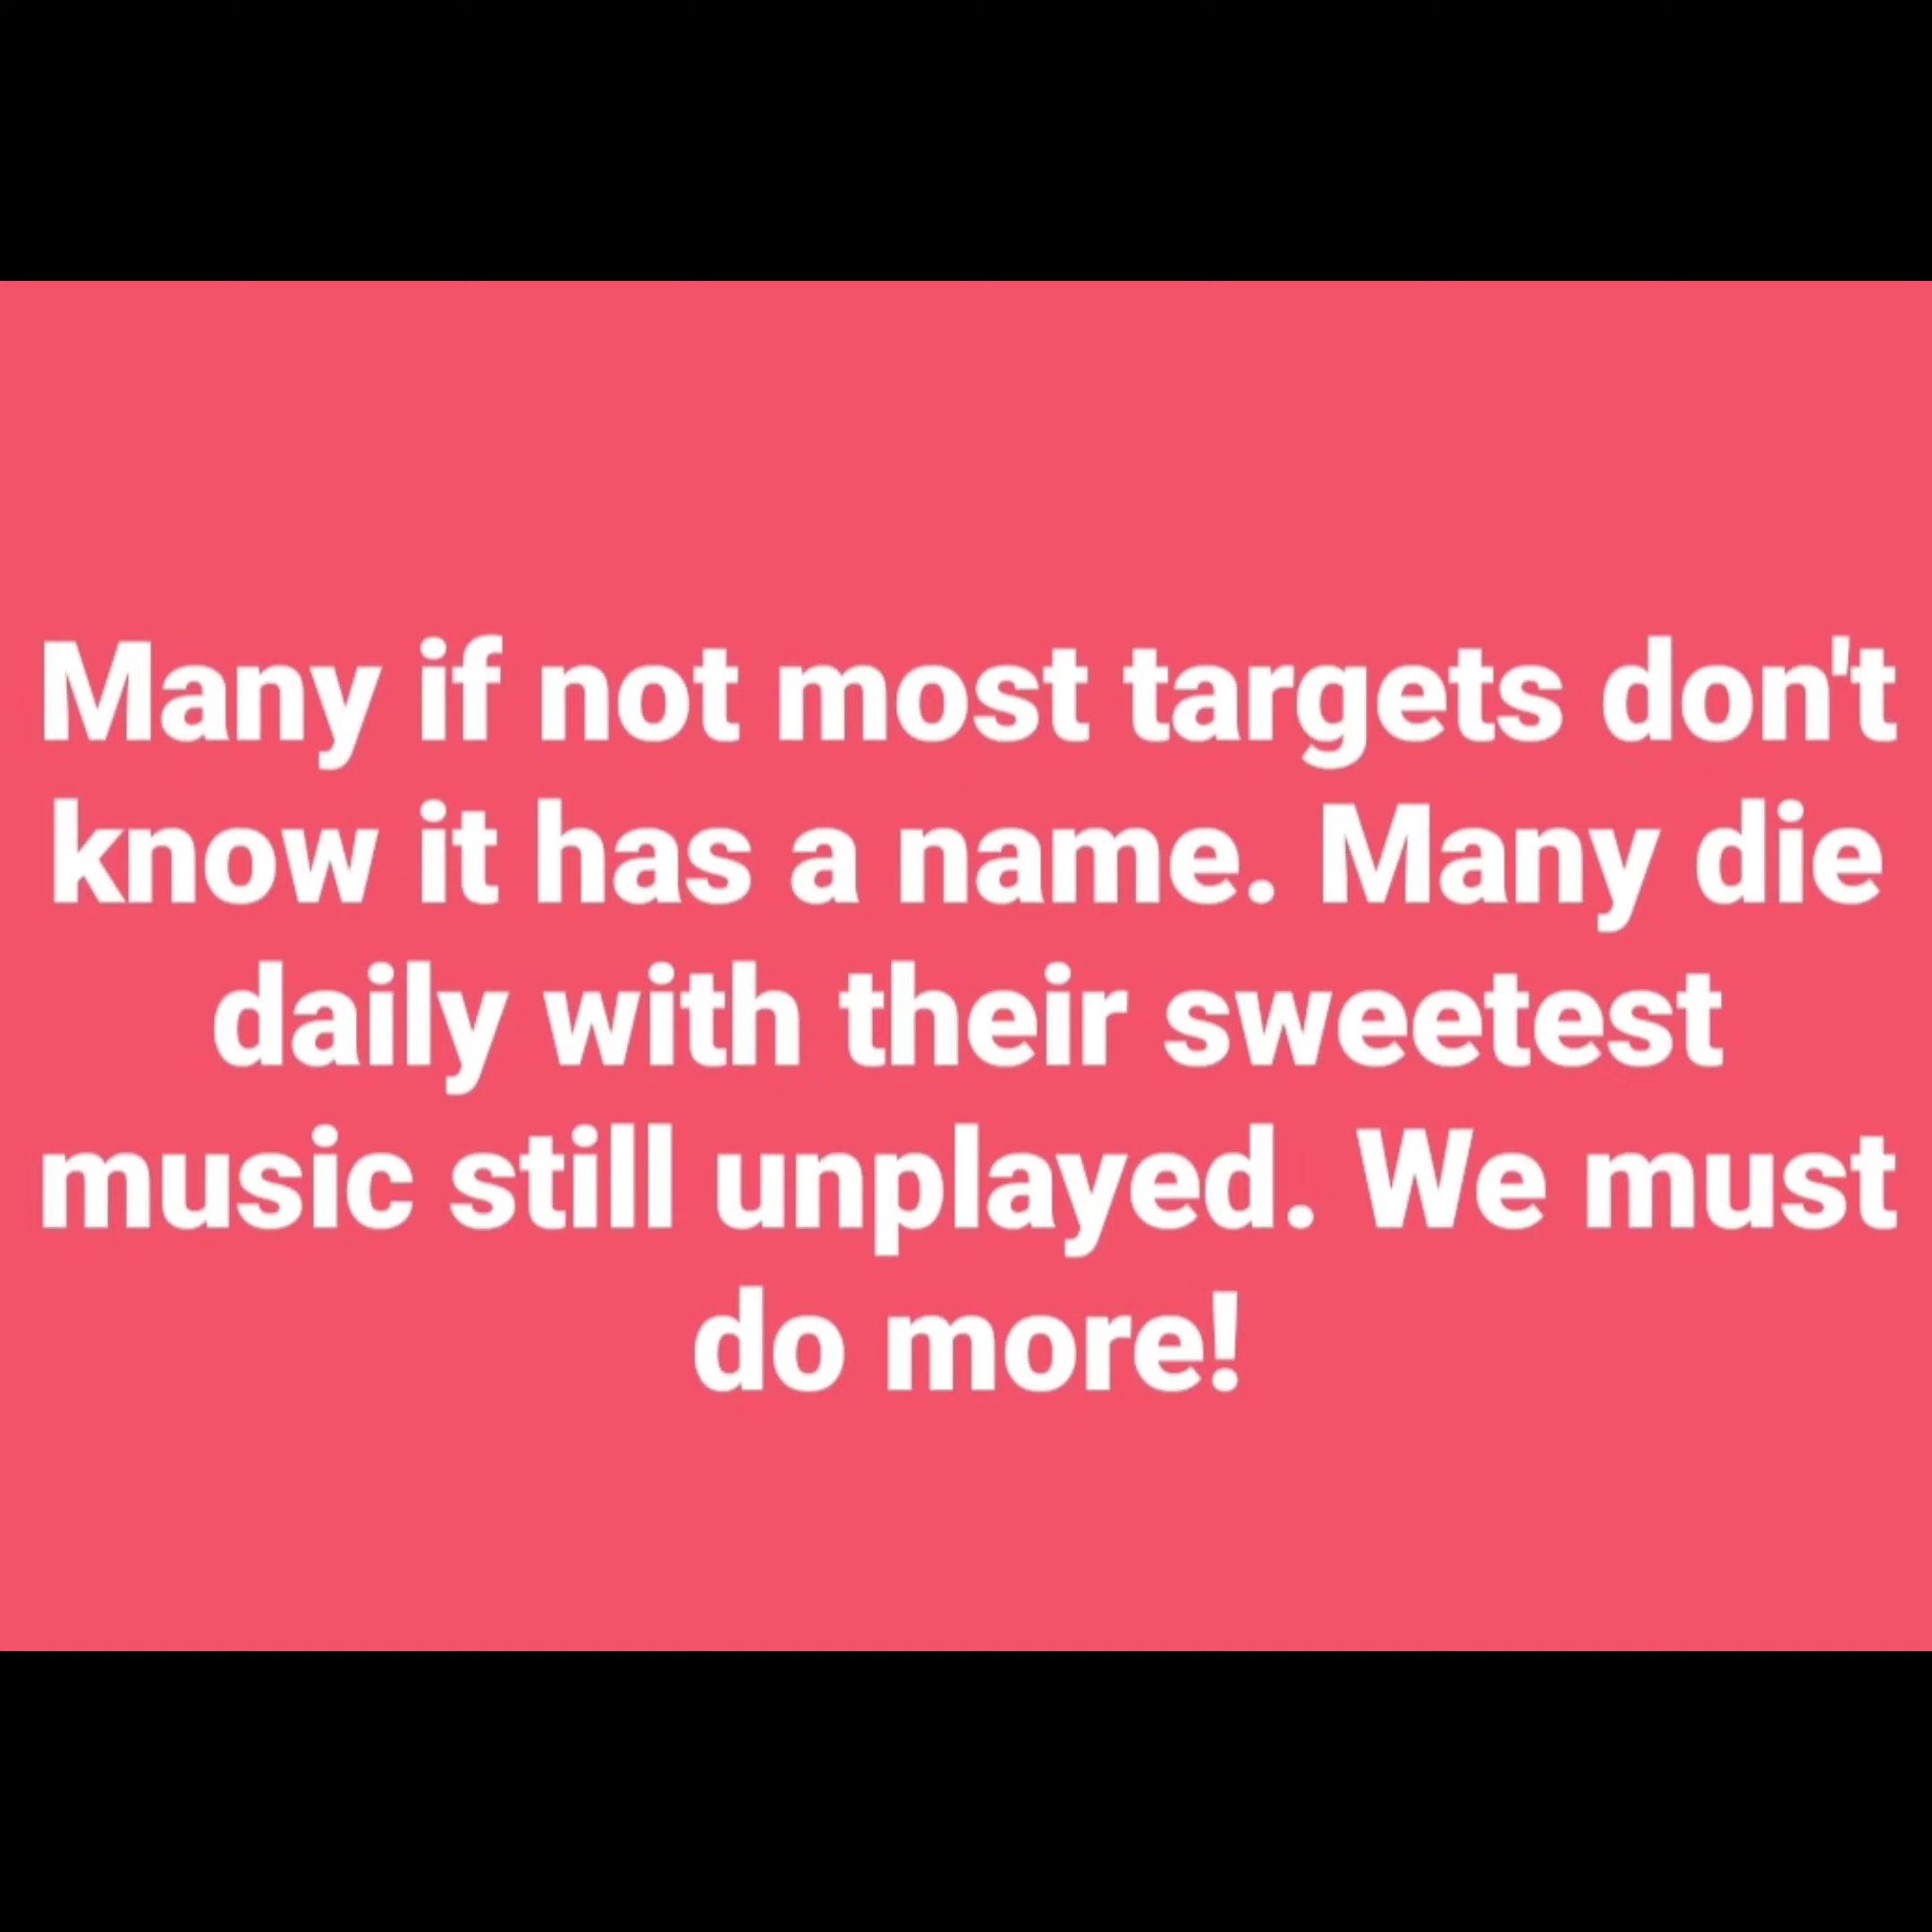 Many if not most targets don't
know it has a name. Many die
daily with their sweetest
music still unplayed. We must
do more!